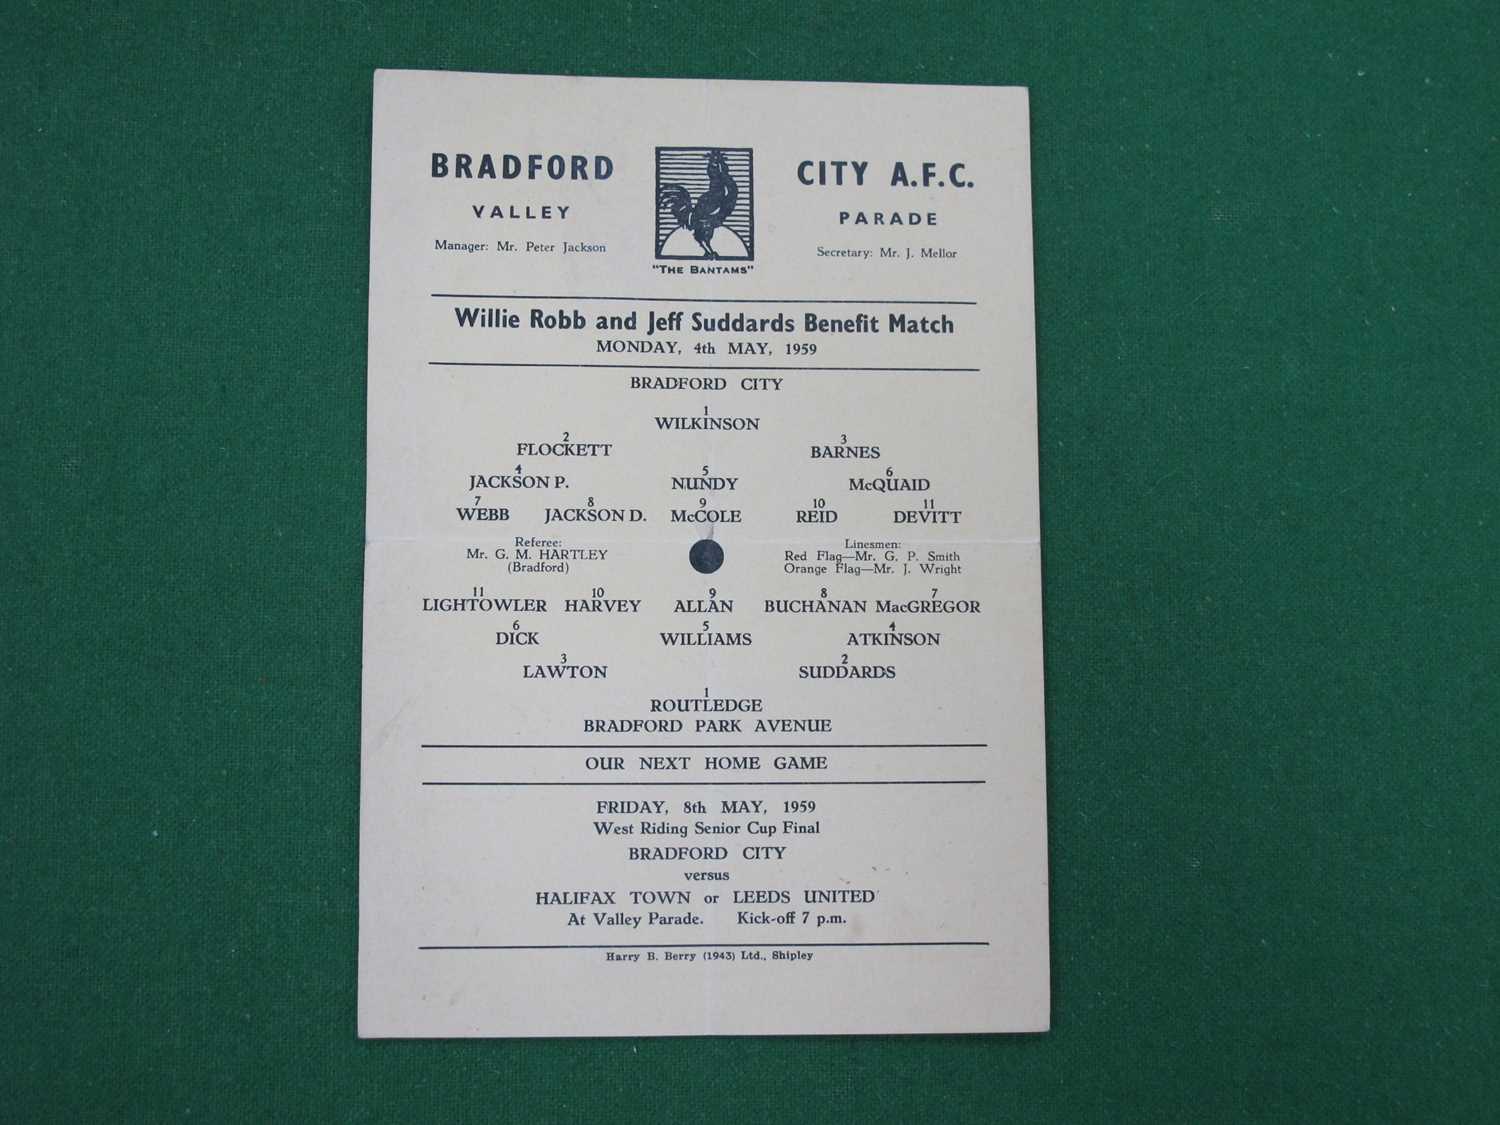 BRADFORD CITY A.F.C.
VALLEY PARADE
Manager: Mr. Peter Jackson Secretary: Mr. J. Mellor
"THE BANTAMS"
Willie Robb and Jeff Suddards Benefit Match
MONDAY, 4th MAY, 1959
BRADFORD CITY
1
WILKINSON
2 3
FLOCKETT BARNES
4 5 6
JACKSON P. NUNDY McQUAID
7 8 9 10 11
WEBB JACKSON D. McCOLE REID DEVITT
Referee: Linesmen:
Mr. G. M. HARTLEY Red Flag—Mr. G. P. Smith
(Bradford) Orange Flag—Mr. J. Wright
11 10 9 8 7
LIGHTOWLER HARVEY ALLAN BUCHANAN MacGREGOR
6 5 4
DICK WILLIAMS ATKINSON
3 2
LAWTON SUDDARDS
1
ROUTLEDGE
BRADFORD PARK AVENUE
OUR NEXT HOME GAME
FRIDAY, 8th MAY, 1959
West Riding Senior Cup Final
BRADFORD CITY
versus
HALIFAX TOWN or LEEDS UNITED
At Valley Parade. Kick-off 7 p.m.
Harry B. Berry (1943) Ltd., Shipley